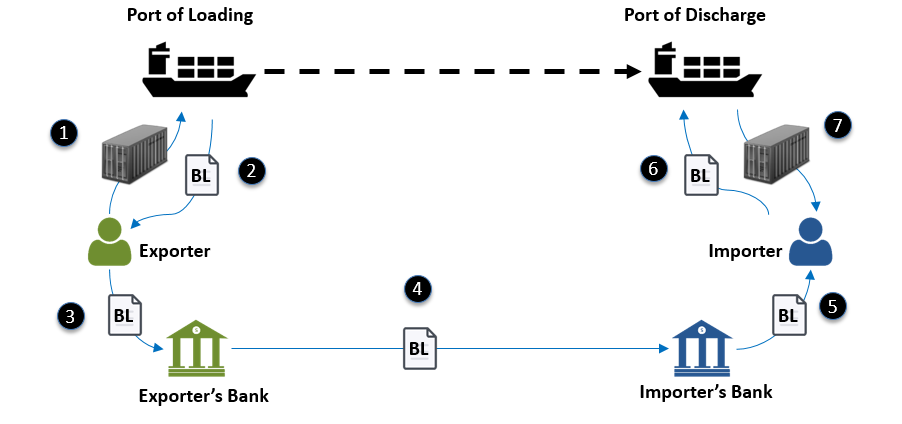 Port of Loading
Port of Discharge
1
7
2
BL
6
BL
Exporter
Importer
3
BL
4
BL
5
BL
Exporter's Bank
Importer's Bank